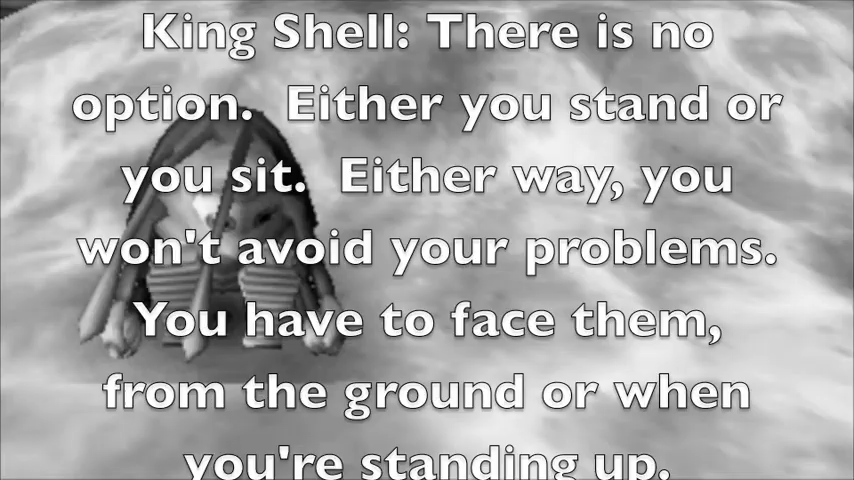 King Shell: There is no
option.  Either you stand or
you sit.  Either way, you
won't avoid your problems.
You have to face them,
from the ground or when
you're standing up.